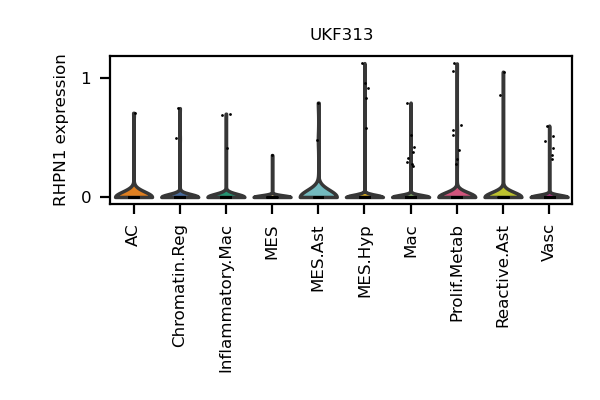 UKF313
RHPN1 expression
1
0
AC
Chromatin.Reg
Inflammatory.Mac
MES
MES.Ast
MES.Hyp
Mac
Prolif.Metab
Reactive.Ast
Vasc